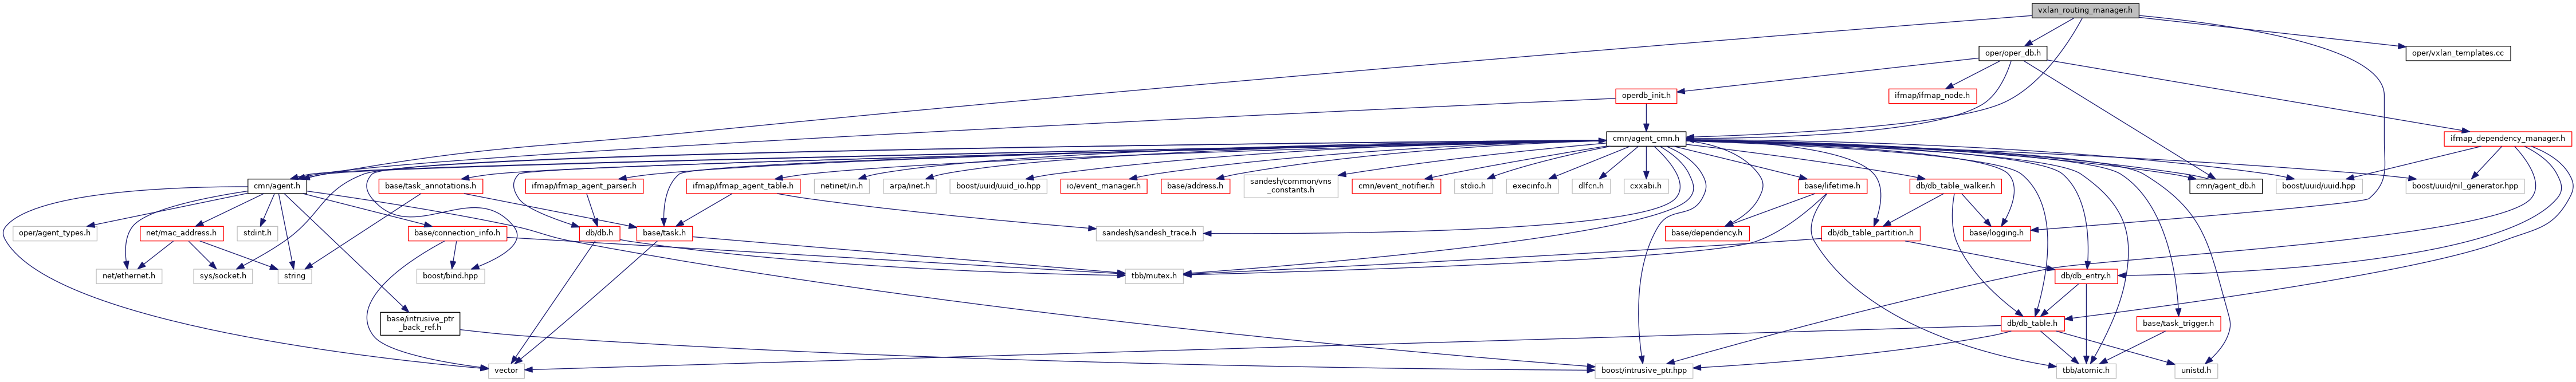 vxlan_routing_manager.h
oper/oper_db.h
oper/vxlan_templates.cc
operdb_init.h
ifmap/ifmap_node.h
cmn/agent_cmn.h
ifmap_dependency_manager.h
cmn/agent.h
base/task_annotations.h
ifmap/ifmap_agent_parser.h
ifmap/ifmap_agent_table.h
netinet/in.h
arpa/inet.h
boost/uuid/uuid_io.hpp
io/event_manager.h
base/address.h
sandesh/common/vns
_constants.h
cmn/event_notifier.h
stdio.h
execinfo.h
dlfcn.h
cxxabi.h
base/lifetime.h
db/db_table_walker.h
cmn/agent_db.h
boost/uuid/uuid.hpp
boost/uuid/nil_generator.hpp
oper/agent_types.h
net/mac_address.h
stdint.h
base/connection_info.h
db/db.h
base/task.h
sandesh/sandesh_trace.h
base/dependency.h
db/db_table_partition.h
base/logging.h
net/ethernet.h
sys/socket.h
string
boost/bind.hpp
tbb/mutex.h
db/db_entry.h
base/intrusive_ptr
_back_ref.h
db/db_table.h
base/task_trigger.h
vector
boost/intrusive_ptr.hpp
tbb/atomic.h
unistd.h